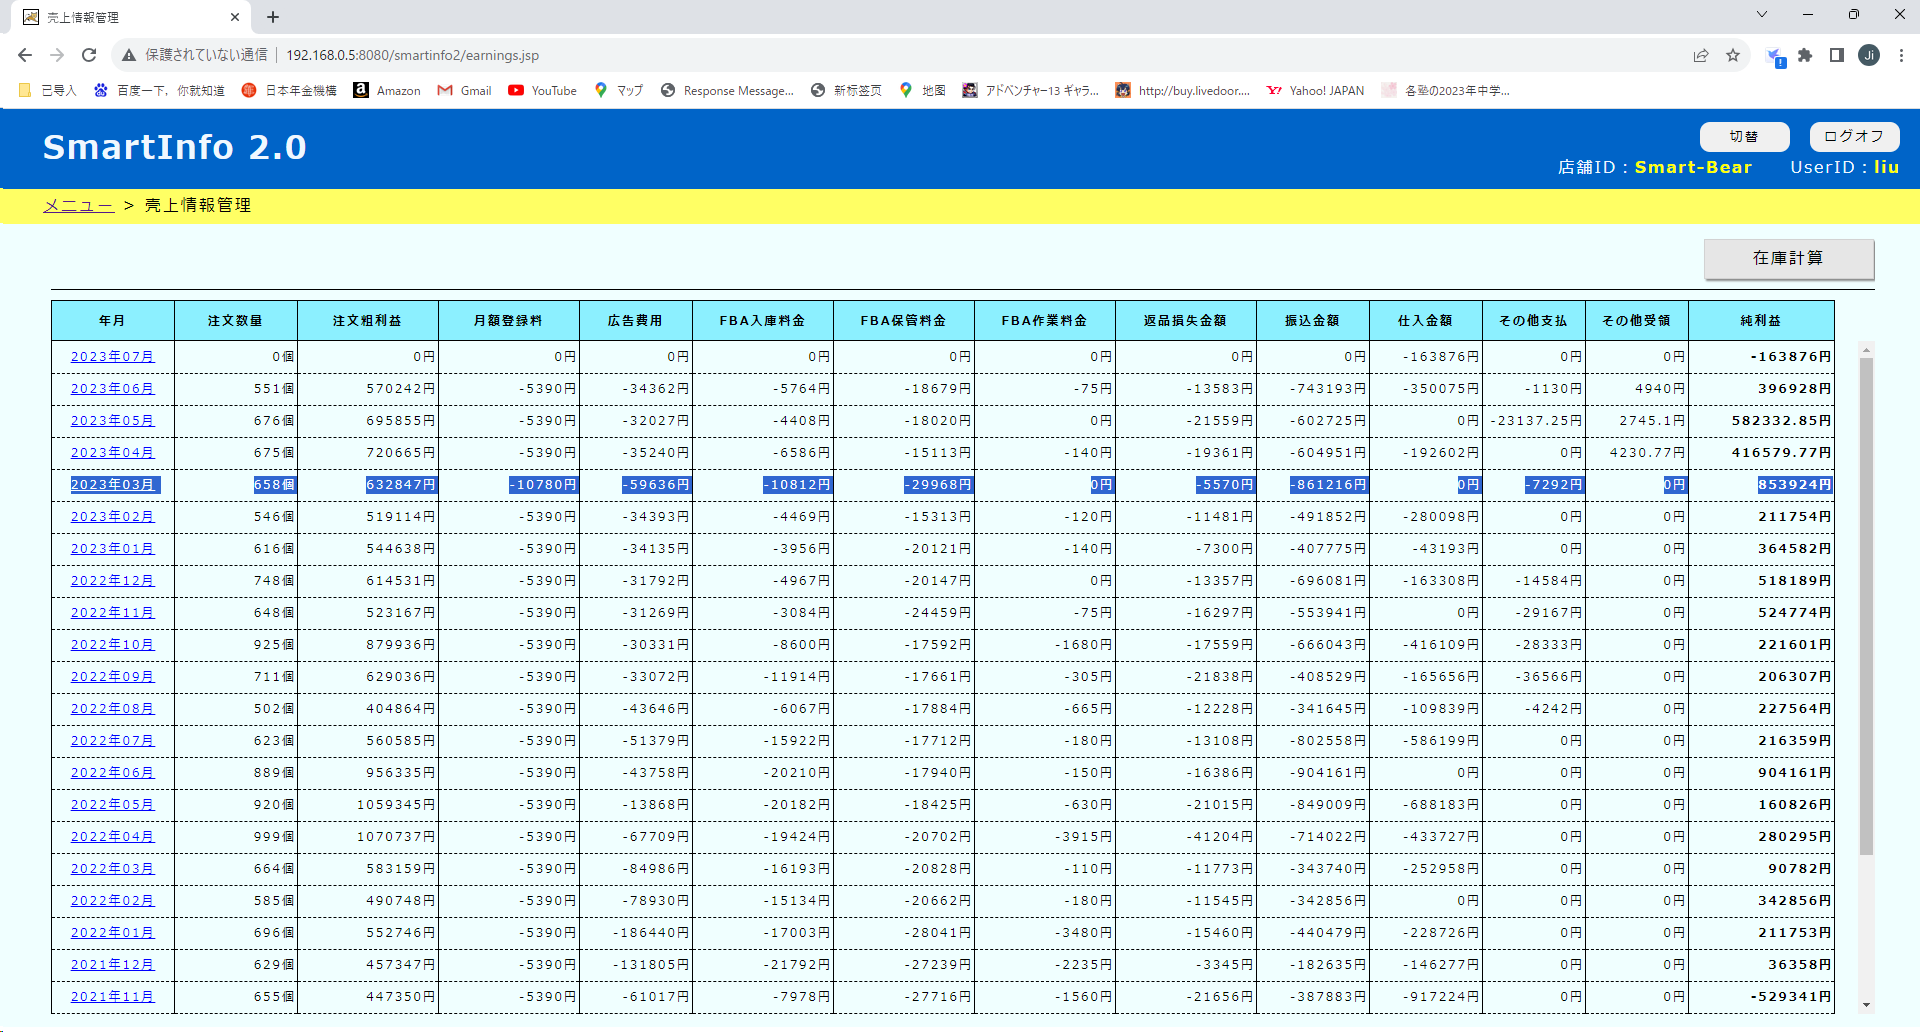 売上情報管理
保護されていない通信 192.168.0.5:8080/smartinfo2/earnings.jsp Ji
已导入 百度一下，你就知道 日本年金機構 Amazon Gmail YouTube マップ Response Message... 新标签页 地图 アドベンチャー13 ギャラ... http://buy.livedoor.... Yahoo! JAPAN 各塾の2023年中学...
SmartInfo 2.0
切替 ログオフ
店舗ID：Smart-Bear UserID：liu
メニュー > 売上情報管理
在庫計算
年月 注文数量 注文粗利益 月額登録料 広告費用 FBA入庫料金 FBA保管料金 FBA作業料金 返品損失金額 振込金額 仕入金額 その他支払 その他受領 純利益
2023年07月 0個 0円 0円 0円 0円 0円 0円 0円 0円 -163876円 0円 0円 -163876円
2023年06月 551個 570242円 -5390円 -34362円 -5764円 -18679円 -75円 -13583円 -743193円 -350075円 -1130円 4940円 396928円
2023年05月 676個 695855円 -5390円 -32027円 -4408円 -18020円 0円 -21559円 -602725円 0円 -23137.25円 2745.1円 582332.85円
2023年04月 675個 720665円 -5390円 -35240円 -6586円 -15113円 -140円 -19361円 -604951円 -192602円 0円 4230.77円 416579.77円
2023年03月 658個 632847円 -10780円 -59636円 -10812円 -29968円 0円 -5570円 -861216円 0円 -7292円 0円 853924円
2023年02月 546個 519114円 -5390円 -34393円 -4469円 -15313円 -120円 -11481円 -491852円 -280098円 0円 0円 211754円
2023年01月 616個 544638円 -5390円 -34135円 -3956円 -20121円 -140円 -7300円 -407775円 -43193円 0円 0円 364582円
2022年12月 748個 614531円 -5390円 -31792円 -4967円 -20147円 0円 -13357円 -696081円 -163308円 -14584円 0円 518189円
2022年11月 648個 523167円 -5390円 -31269円 -3084円 -24459円 -75円 -16297円 -553941円 0円 -29167円 0円 524774円
2022年10月 925個 879936円 -5390円 -30331円 -8600円 -17592円 -1680円 -17559円 -666043円 -416109円 -28333円 0円 221601円
2022年09月 711個 629036円 -5390円 -33072円 -11914円 -17661円 -305円 -21838円 -408529円 -165656円 -36566円 0円 206307円
2022年08月 502個 404864円 -5390円 -43646円 -6067円 -17884円 -665円 -12228円 -341645円 -109839円 -4242円 0円 227564円
2022年07月 623個 560585円 -5390円 -51379円 -15922円 -17712円 -180円 -13108円 -802558円 -586199円 0円 0円 216359円
2022年06月 889個 956335円 -5390円 -43758円 -20210円 -17940円 -150円 -16386円 -904161円 0円 0円 0円 904161円
2022年05月 920個 1059345円 -5390円 -13868円 -20182円 -18425円 -630円 -21015円 -849009円 -688183円 0円 0円 160826円
2022年04月 999個 1070737円 -5390円 -67709円 -19424円 -20702円 -3915円 -41204円 -714022円 -433727円 0円 0円 280295円
2022年03月 664個 583159円 -5390円 -84986円 -16193円 -20828円 -110円 -11773円 -343740円 -252958円 0円 0円 90782円
2022年02月 585個 490748円 -5390円 -78930円 -15134円 -20662円 -180円 -11545円 -342856円 0円 0円 0円 342856円
2022年01月 696個 552746円 -5390円 -186440円 -17003円 -28041円 -3480円 -15460円 -440479円 -228726円 0円 0円 211753円
2021年12月 629個 457347円 -5390円 -131805円 -21792円 -27239円 -2235円 -3345円 -182635円 -146277円 0円 0円 36358円
2021年11月 655個 447350円 -5390円 -61017円 -7978円 -27716円 -1560円 -21656円 -387883円 -917224円 0円 0円 -529341円